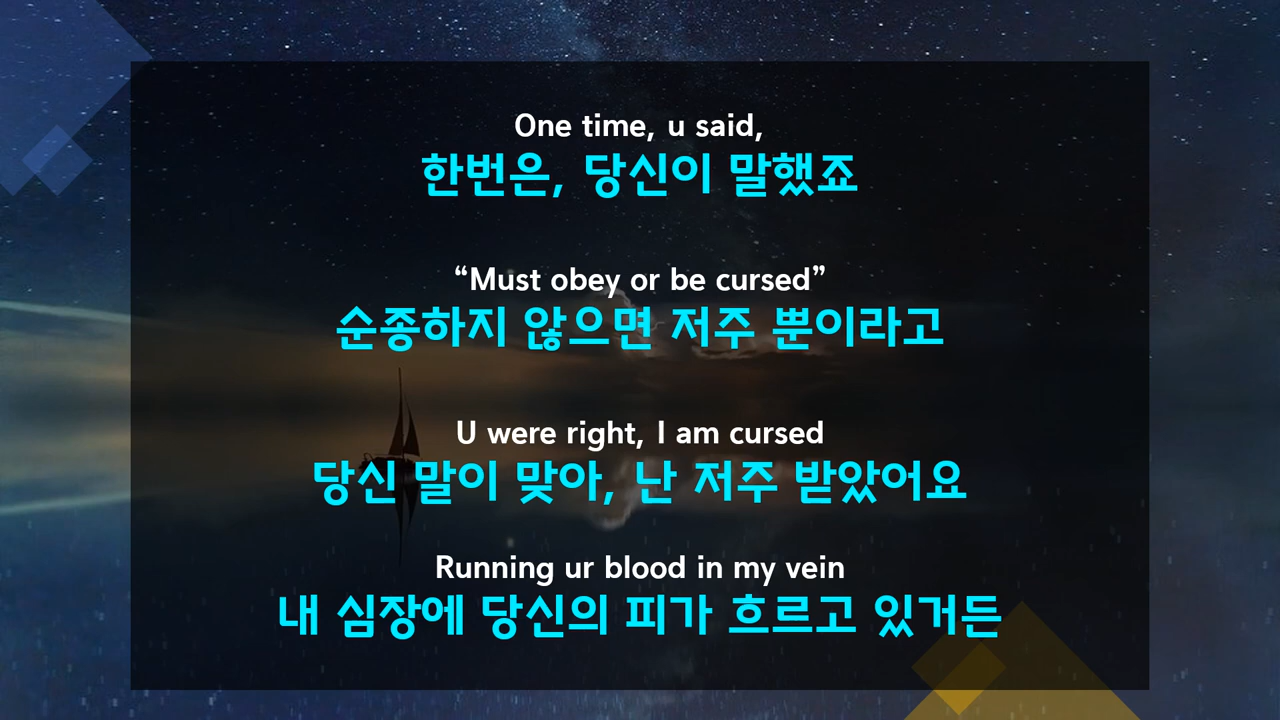 One time, u said,
한번은, 당신이 말했죠
“Must obey or be cursed”
순종하지 않으면 저주 뿐이라고
U were right, I am cursed
당신 말이 맞아, 난 저주 받았어요
Running ur blood in my vein
내 심장에 당신의 피가 흐르고 있거든